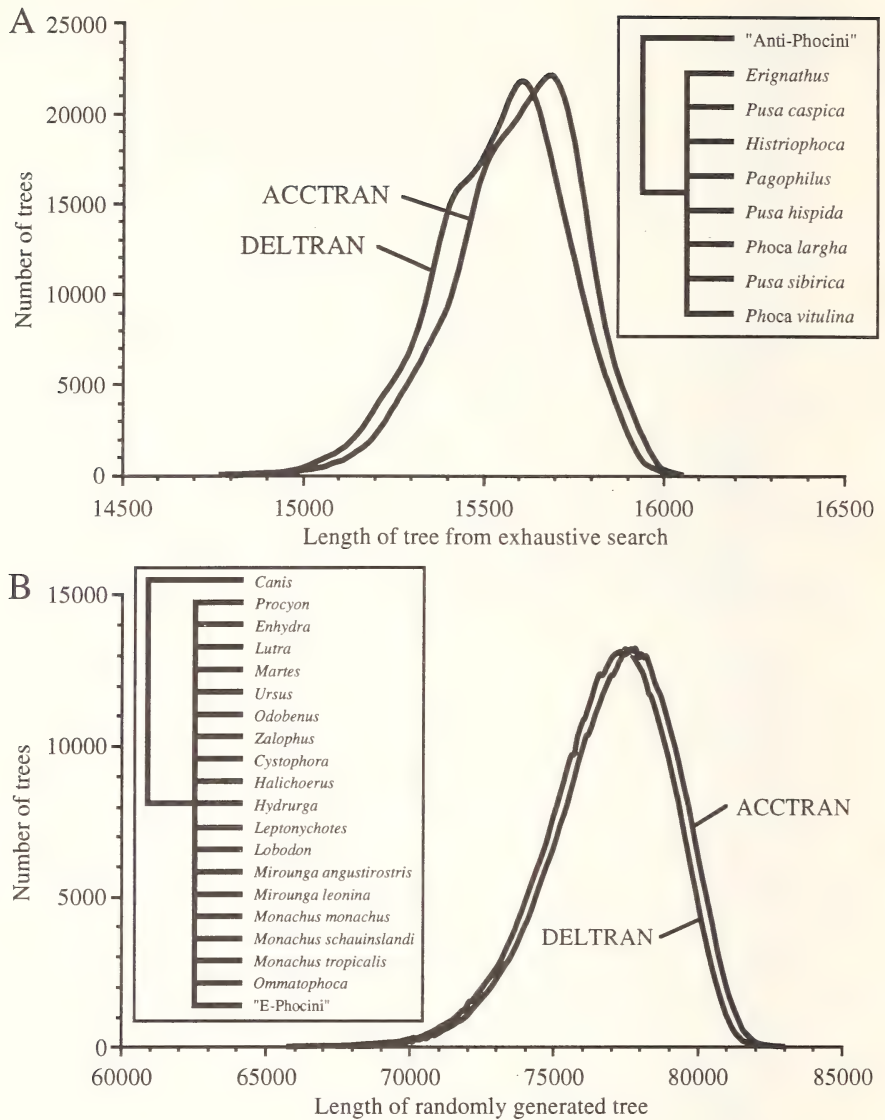 A
25000
20000
15000
10000
5000
0
Number of trees
ACCTRAN
DELTRAN
"Anti-Phocini"
Erignathus
Pusa caspica
Histriophoca
Pagophilus
Pusa hispida
Phoca largha
Pusa sibirica
Phoca vitulina
14500 15000 15500 16000 16500
Length of tree from exhaustive search
B
15000
10000
5000
0
Number of trees
Canis
Procyon
Enhydra
Lutra
Martes
Ursus
Odobenus
Zalophus
Cystophora
Halichoerus
Hydrurga
Leptonychotes
Lobodon
Mirounga angustirostris
Mirounga leonina
Monachus monachus
Monachus schauinslandi
Monachus tropicalis
Ommatophoca
"E-Phocini"
ACCTRAN
DELTRAN
60000 65000 70000 75000 80000 85000
Length of randomly generated tree